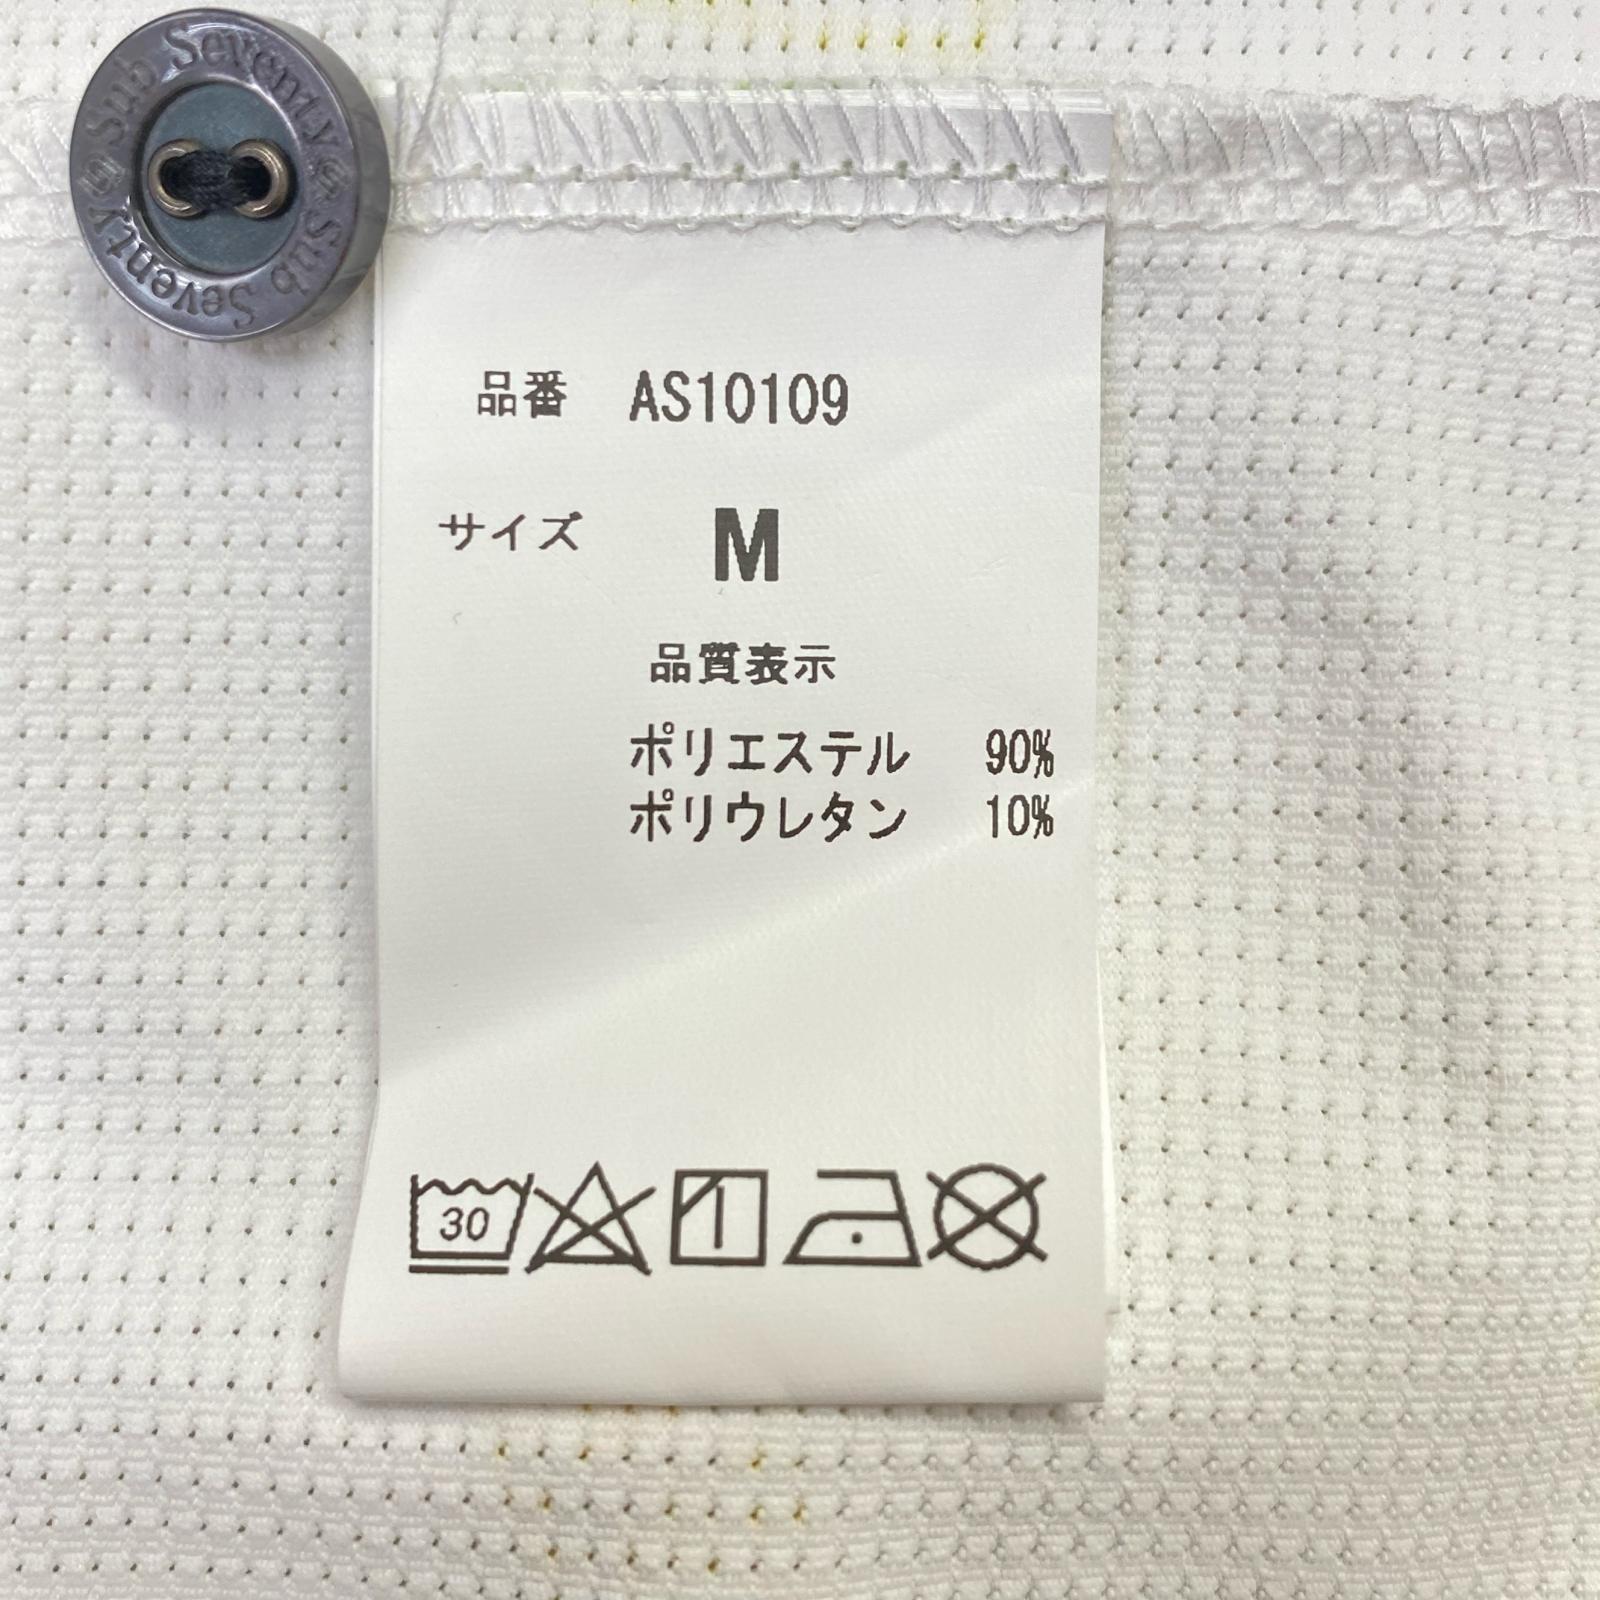 Sub Seventy
Sub Seventy
品番 AS10109
サイズ M
品質表示
ポリエステル 90%
ポリウレタン 10%
30